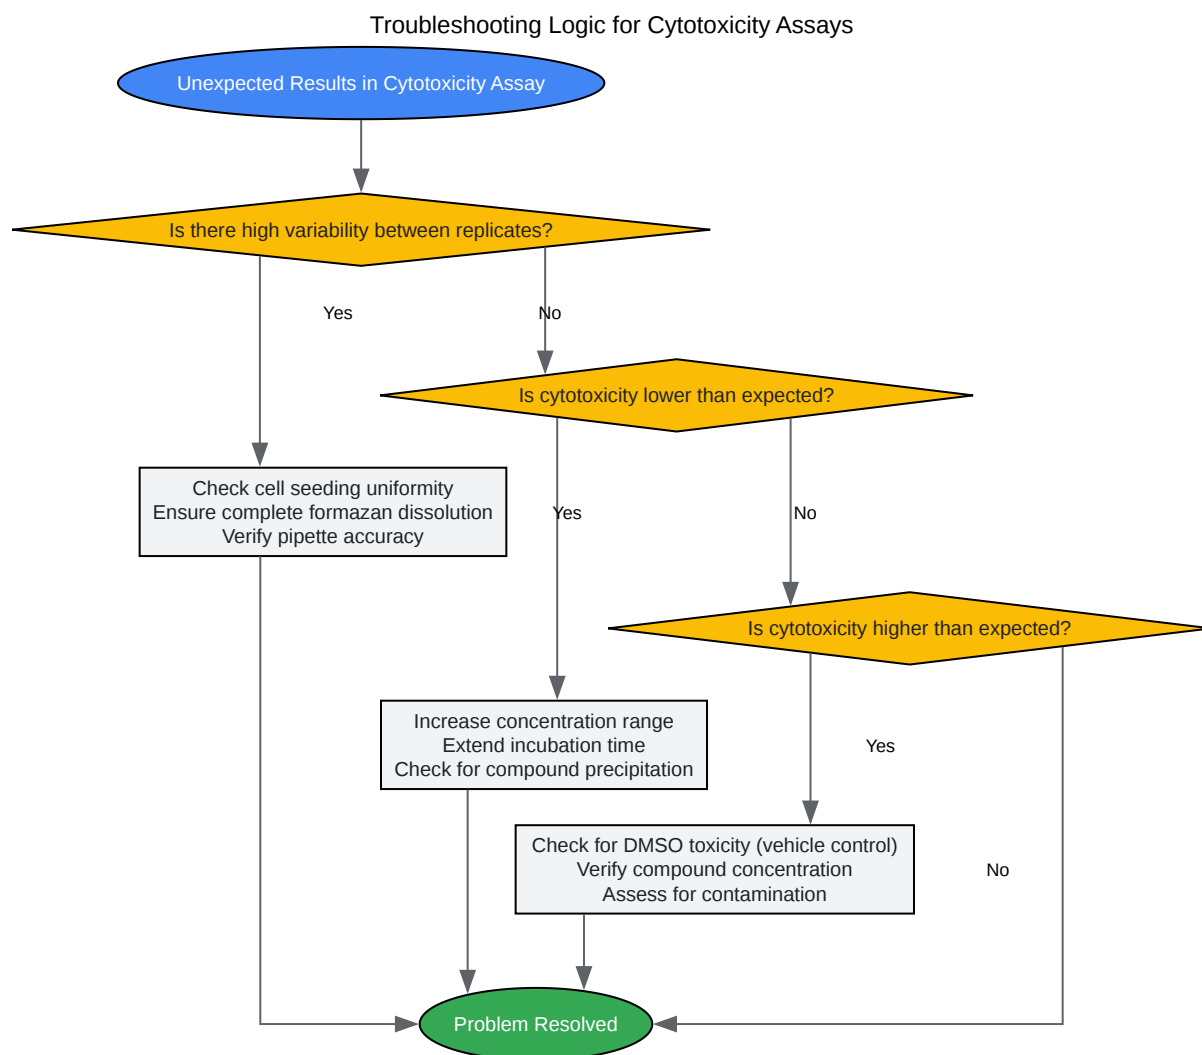 Troubleshooting Logic for Cytotoxicity Assays
Unexpected Results in Cytotoxicity Assay
Is there high variability between replicates?
Yes
No
Is cytotoxicity lower than expected?
Check cell seeding uniformity
Ensure complete formazan dissolution
Verify pipette accuracy
Yes
No
Is cytotoxicity higher than expected?
Increase concentration range
Extend incubation time
Check for compound precipitation
Yes
Check for DMSO toxicity (vehicle control)
Verify compound concentration
Assess for contamination
No
Problem Resolved